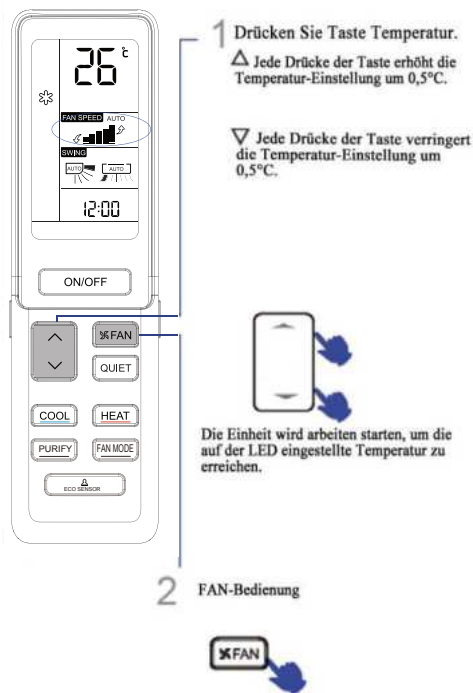 26°c
FAN SPEED AUTO
SWING
AUTO AUTO
12:00
ON/OFF
FAN
QUIET
COOL HEAT
PURIFY FAN MODE
ECO SENSOR
1 Drücken Sie Taste Temperatur.
△ Jede Drücke der Taste erhöht die
Temperatur-Einstellung um 0,5°C.
▽ Jede Drücke der Taste verringert
die Temperatur-Einstellung um
0,5°C.
Die Einheit wird arbeiten starten, um die
auf der LED eingestellte Temperatur zu
erreichen.
2 FAN-Bedienung
FAN